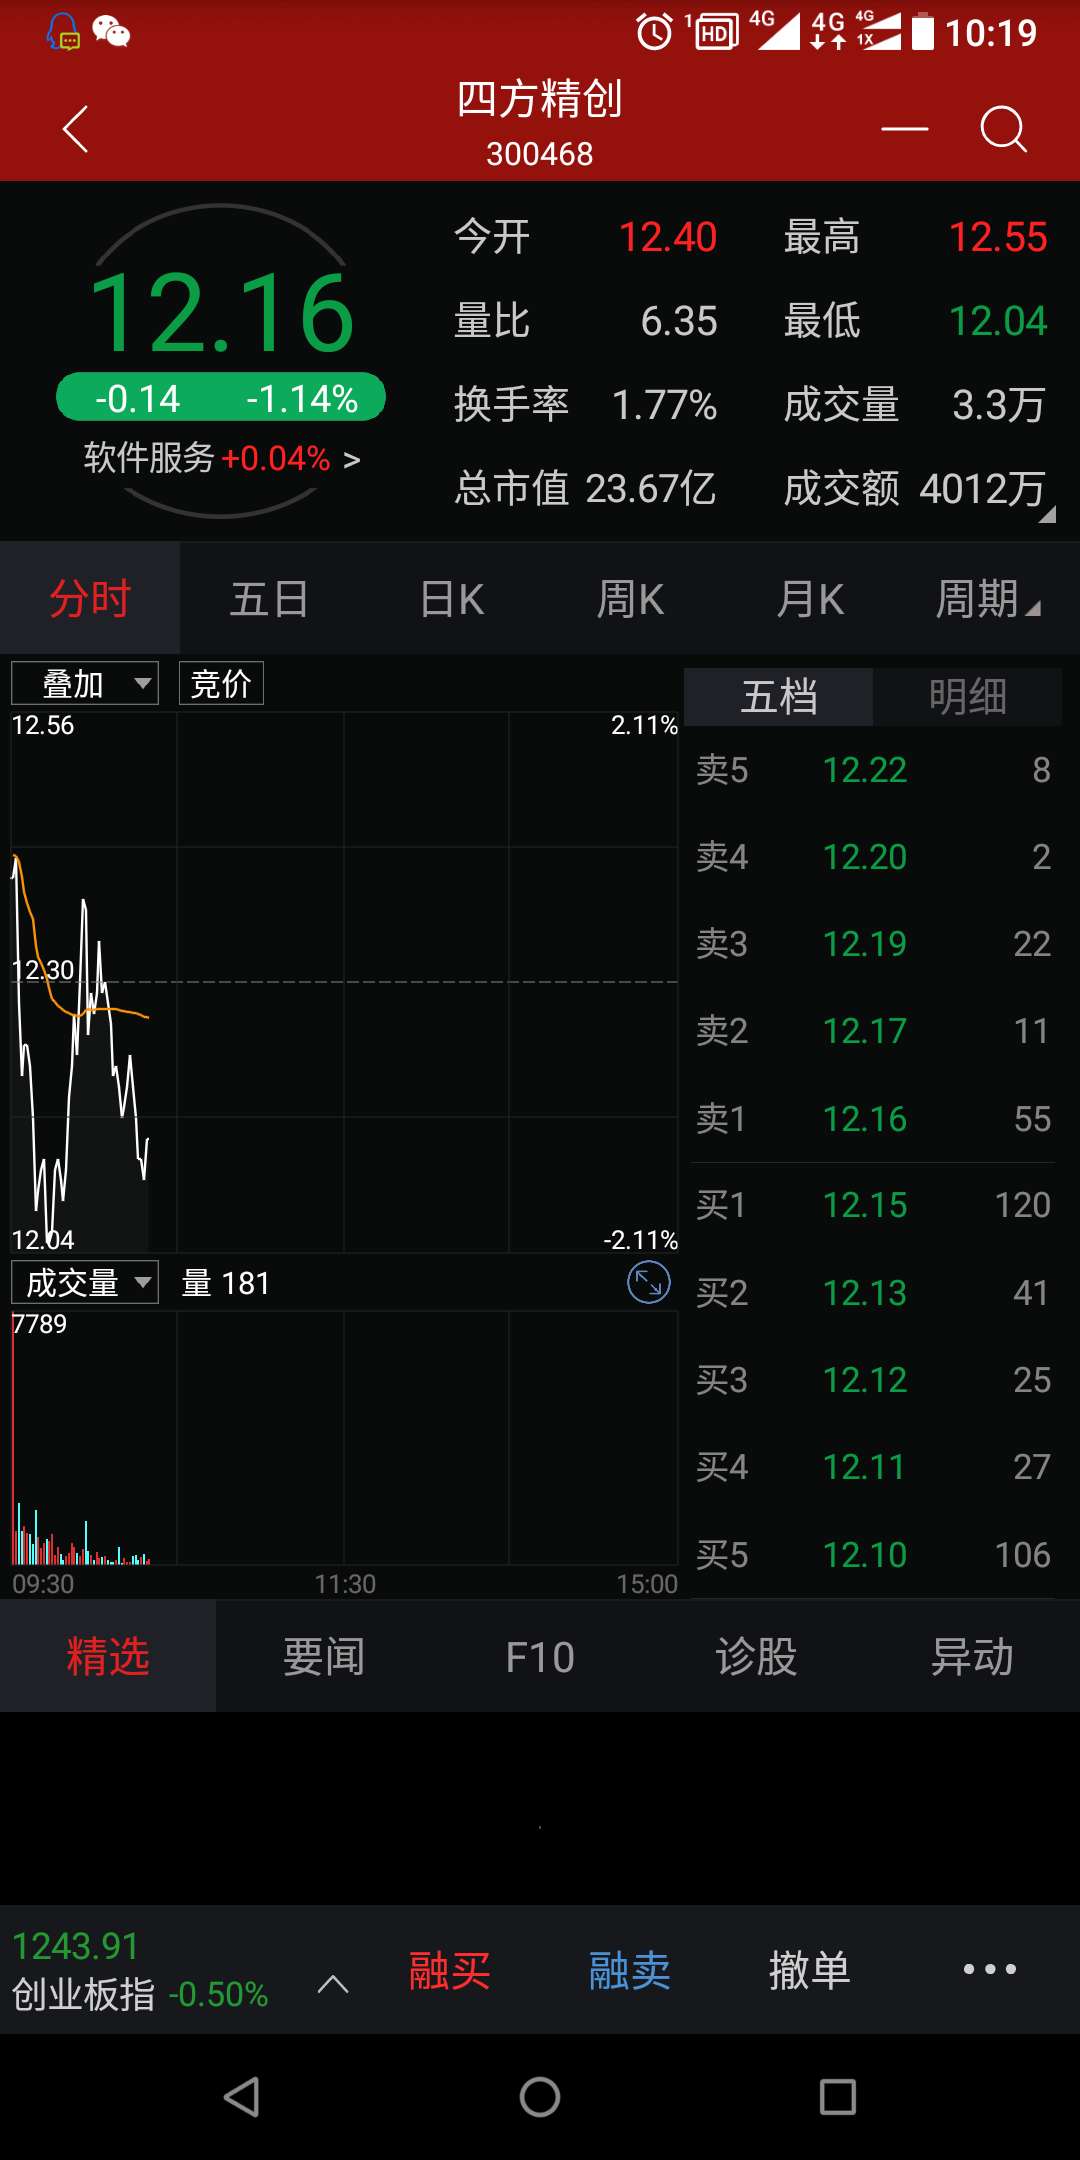 1 HD 4G 4G 4G 1X 10:19
四方精创
300468
12.16
-0.14 -1.14%
软件服务 +0.04% >
今开 12.40 最高 12.55
量比 6.35 最低 12.04
换手率 1.77% 成交量 3.3万
总市值 23.67亿 成交额 4012万
分时 五日 日K 周K 月K 周期
叠加 竞价
12.56 2.11%
12.30
12.04 -2.11%
成交量 量 181
7789
09:30 11:30 15:00
五档 明细
卖5 12.22 8
卖4 12.20 2
卖3 12.19 22
卖2 12.17 11
卖1 12.16 55
买1 12.15 120
买2 12.13 41
买3 12.12 25
买4 12.11 27
买5 12.10 106
精选 要闻 F10 诊股 异动
1243.91
创业板指 -0.50%
融买 融卖 撤单